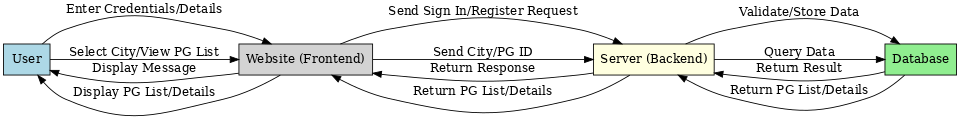 Enter Credentials/Details
Send Sign In/Register Request
Validate/Store Data
User
Select City/View PG List
Display Message
Website (Frontend)
Send City/PG ID
Return Response
Server (Backend)
Query Data
Return Result
Database
Display PG List/Details
Return PG List/Details
Return PG List/Details